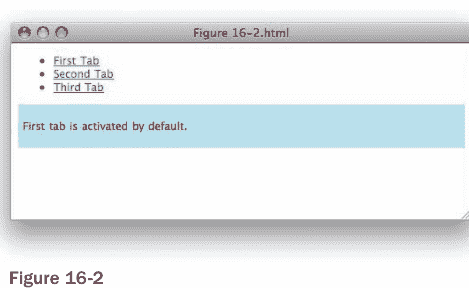 Figure 16-2.html
First Tab
Second Tab
Third Tab
First tab is activated by default.
Figure 16-2